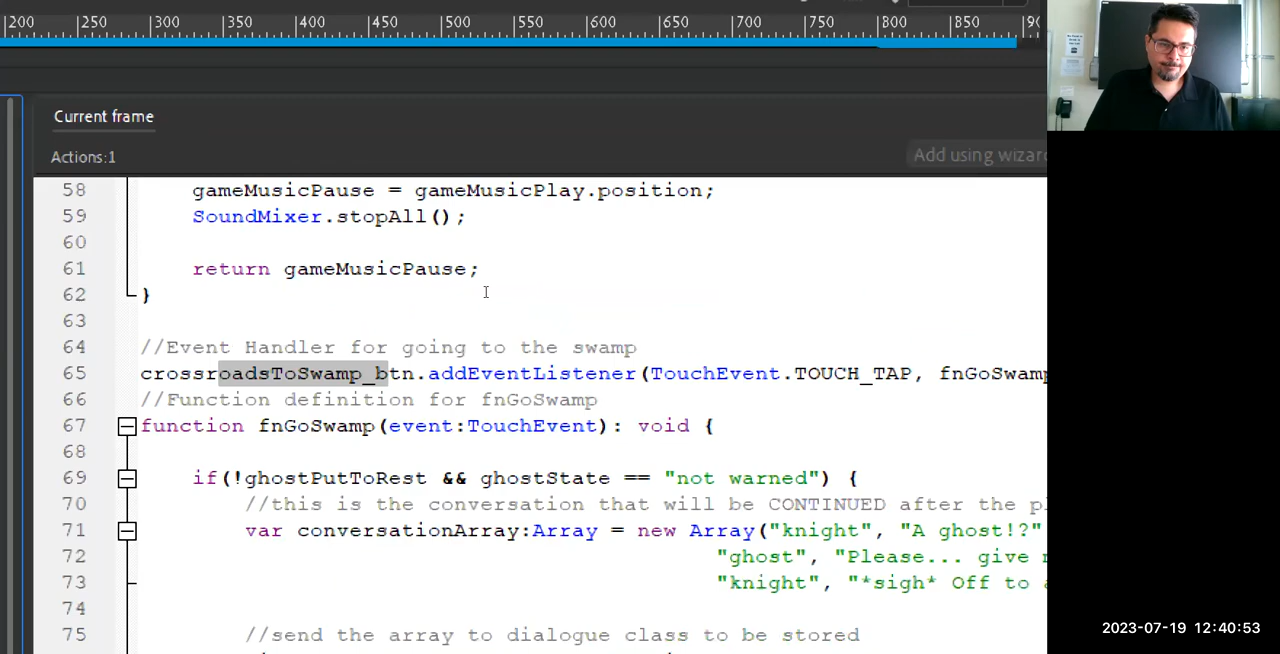 |200 |250 |300 |350 |400 |450 |500 |550 |600 |650 |700 |750 |800 |850 |90
Current frame
Actions:1
Add using wizar
58 gameMusicPause = gameMusicPlay.position;
59 SoundMixer.stopAll();
60
61 return gameMusicPause;
62 }
63
64 //Event Handler for going to the swamp
65 crossroadsToSwamp_btn.addEventListener(TouchEvent.TOUCH_TAP, fnGoSwamp
66 //Function definition for fnGoSwamp
67 function fnGoSwamp(event:TouchEvent): void {
68
69 if(!ghostPutToRest && ghostState == "not warned") {
70 //this is the conversation that will be CONTINUED after the pl
71 var conversationArray:Array = new Array("knight", "A ghost!?"
72 "ghost", "Please... give
73 "knight", "*sigh* Off to
74
75 //send the array to dialogue class to be stored
2023-07-19 12:40:53